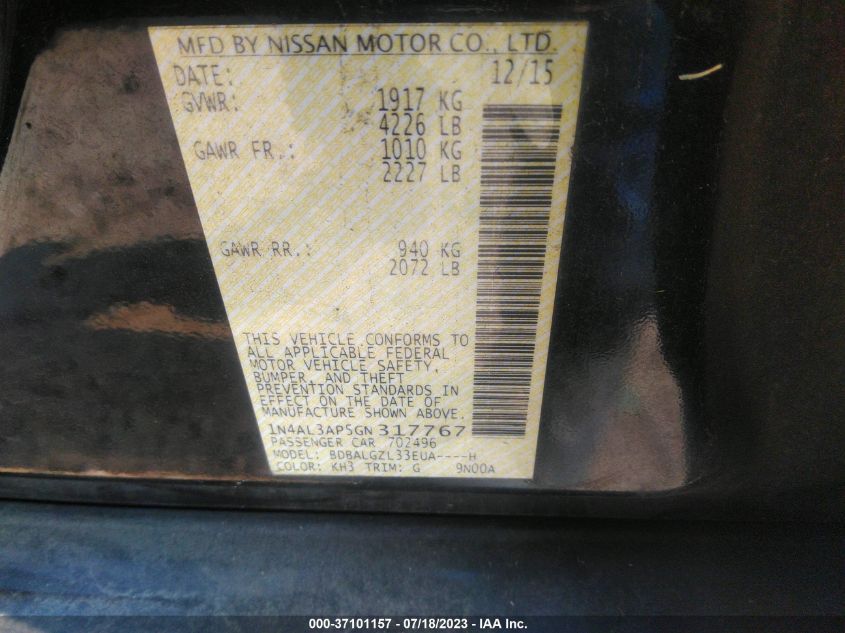 MFD BY NISSAN MOTOR CO., LTD.
DATE: 12/15
GVWR: 1917 KG
4226 LB
GAWR FR.: 1010 KG
2227 LB
GAWR RR.: 940 KG
2072 LB
THIS VEHICLE CONFORMS TO
ALL APPLICABLE FEDERAL
MOTOR VEHICLE SAFETY,
BUMPER, AND THEFT
PREVENTION STANDARDS IN
EFFECT ON THE DATE OF
MANUFACTURE SHOWN ABOVE.
1N4AL3AP5GN 317767
PASSENGER CAR 702496
MODEL: BDBALGZL33EUA----H
COLOR: KH3 TRIM: G 9N00A
000-37101157 - 07/18/2023 - IAA Inc.